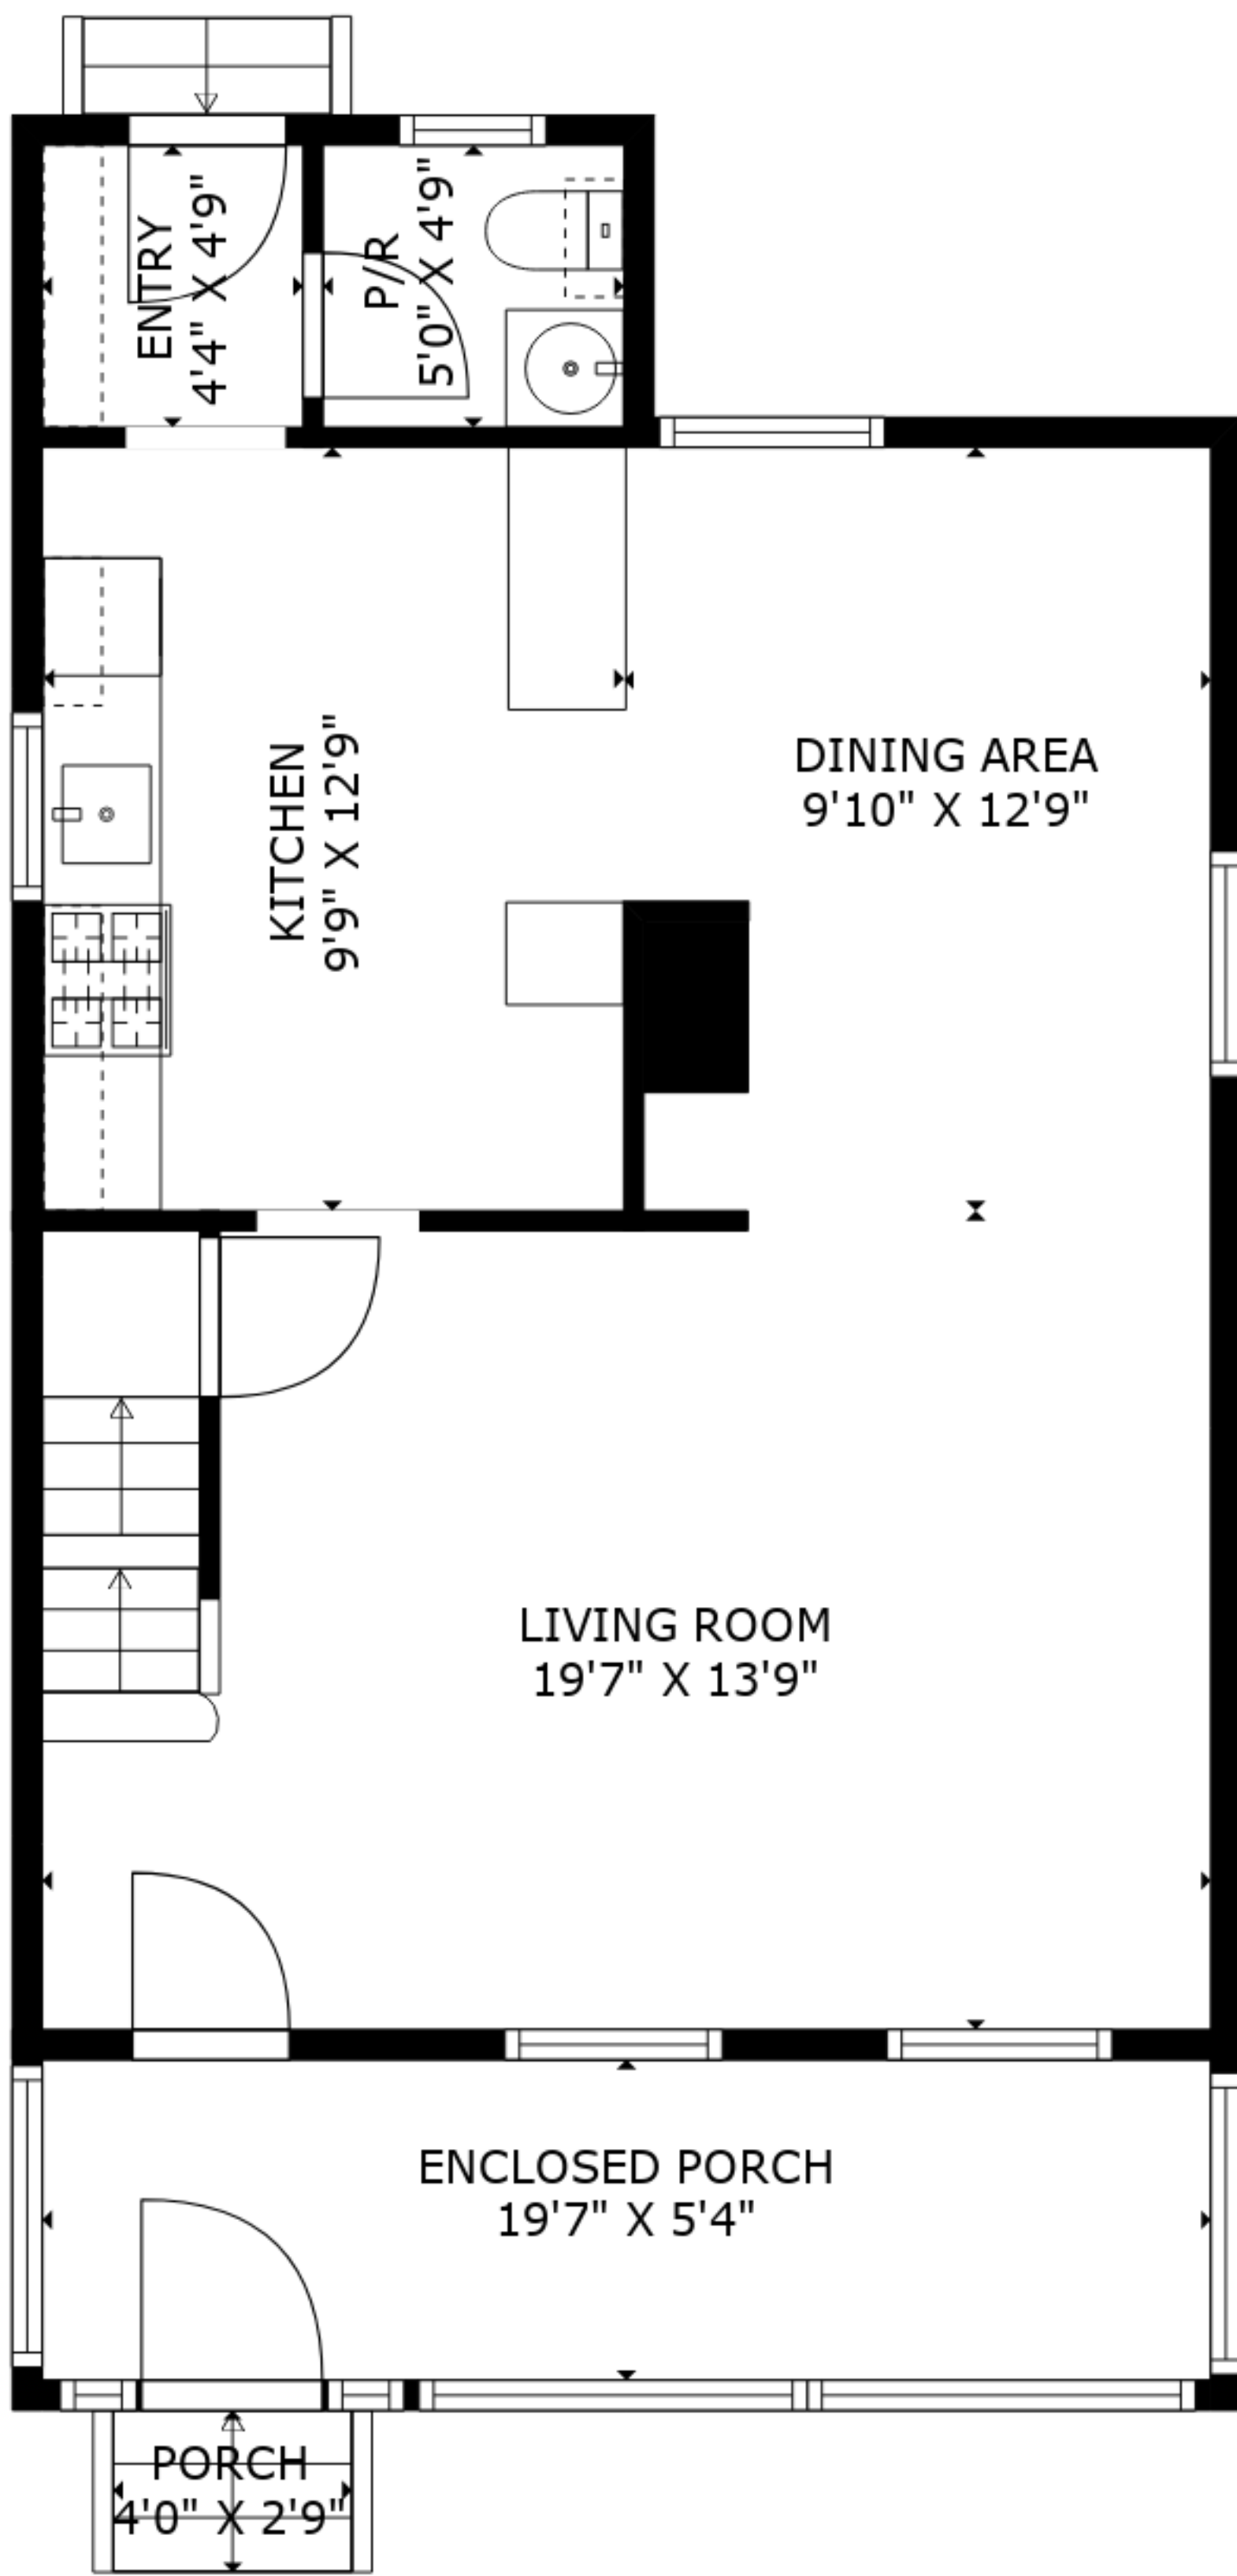 ENTRY
4'4" X 4'9"
P/R
5'0" X 4'9"
KITCHEN
9'9" X 12'9"
DINING AREA
9'10" X 12'9"
LIVING ROOM
19'7" X 13'9"
ENCLOSED PORCH
19'7" X 5'4"
PORCH
4'0" X 2'9"